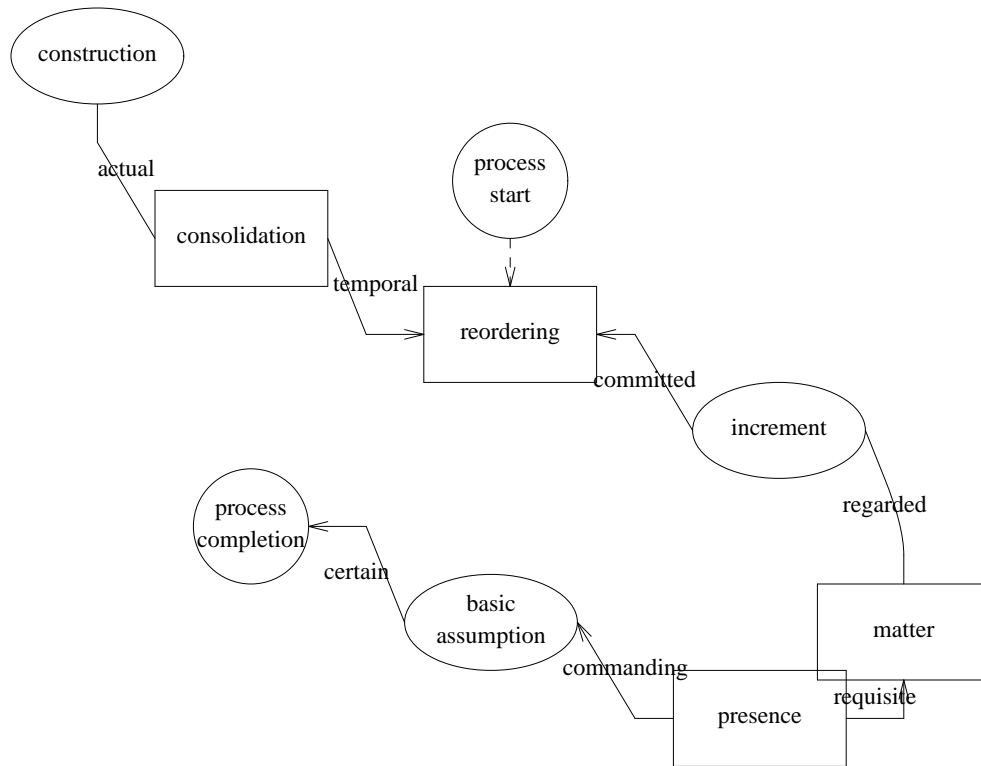 construction
process
start
actual
consolidation
temporal
reordering
committed
increment
regarded
process
completion
certain
basic
assumption
matter
commanding
requisite
presence